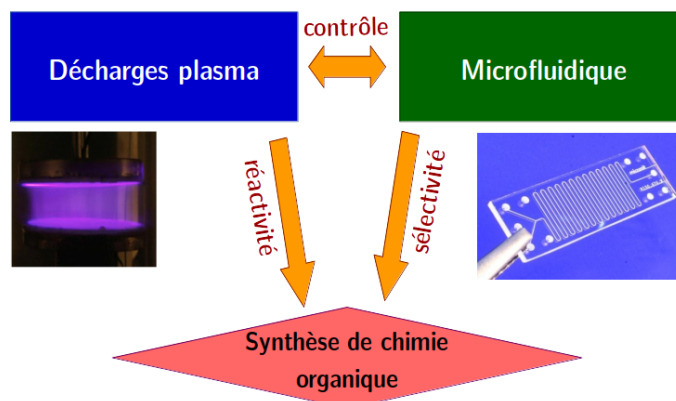 contrôle
Décharges plasma
Microfluidique
réactivité
sélectivité
Synthèse de chimie
organique